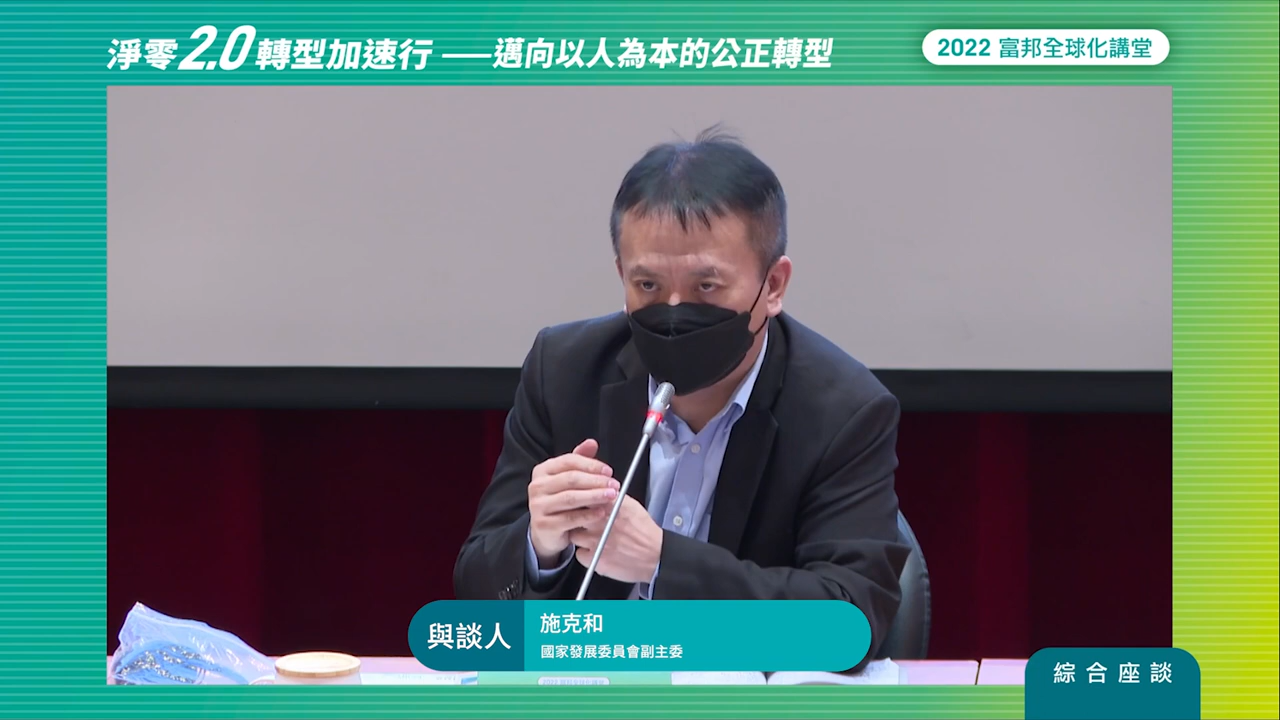 淨零2.0轉型加速行——邁向以人為本的公正轉型
2022 富邦全球化講堂
與談人
施克和
國家發展委員會副主委
綜合座談